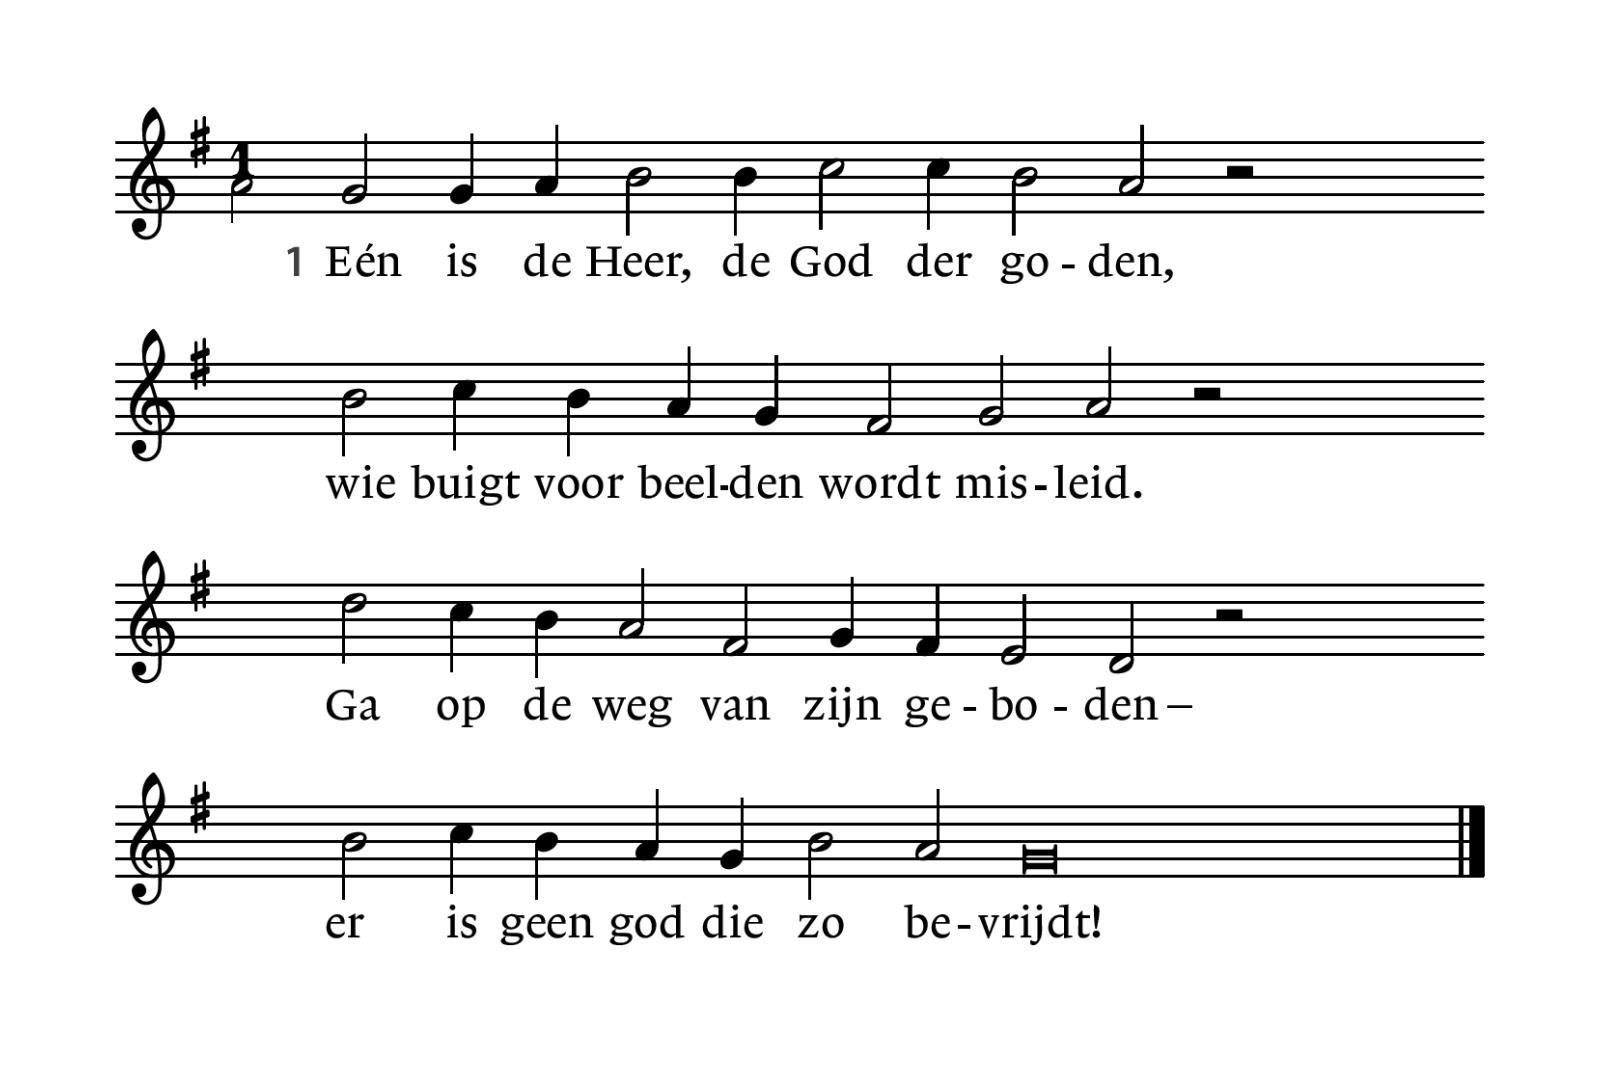 1
1 Eén is de Heer, de God der go - den,
wie buigt voor beel-den wordt mis-leid.
Ga op de weg van zijn ge - bo - den –
er is geen god die zo be-vrijdt!